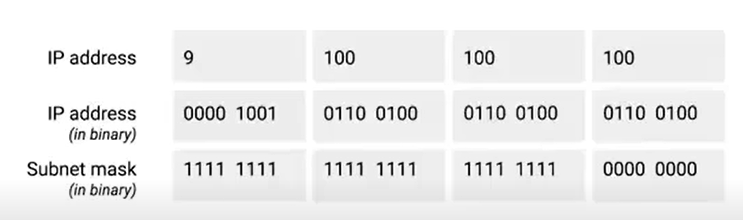 IP address 9 100 100 100
IP address 0000 1001 0110 0100 0110 0100 0110 0100
(in binary)
Subnet mask 1111 1111 1111 1111 1111 1111 0000 0000
(in binary)